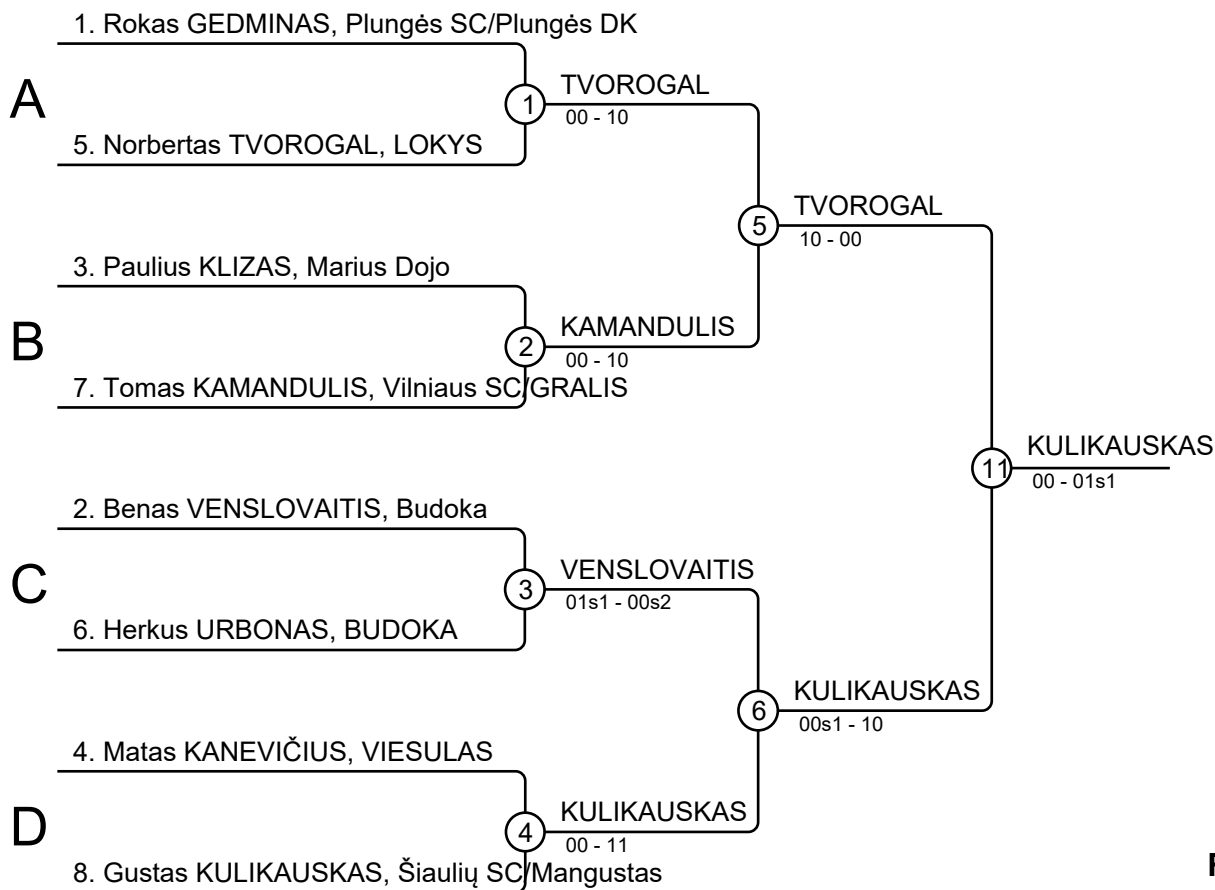 1. Rokas GEDMINAS, Plungės SC/Plungės DK
A
1
TVOROGAL
00 - 10
5. Norbertas TVOROGAL, LOKYS
5
TVOROGAL
10 - 00
3. Paulius KLIZAS, Marius Dojo
B
2
KAMANDULIS
00 - 10
7. Tomas KAMANDULIS, Vilniaus SC/GRALIS
11
KULIKAUSKAS
00 - 01s1
2. Benas VENSLOVAITIS, Budoka
C
3
VENSLOVAITIS
01s1 - 00s2
6. Herkus URBONAS, BUDOKA
6
KULIKAUSKAS
00s1 - 10
4. Matas KANEVIČIUS, VIESULAS
D
4
KULIKAUSKAS
00 - 11
8. Gustas KULIKAUSKAS, Šiaulių SC/Mangustas